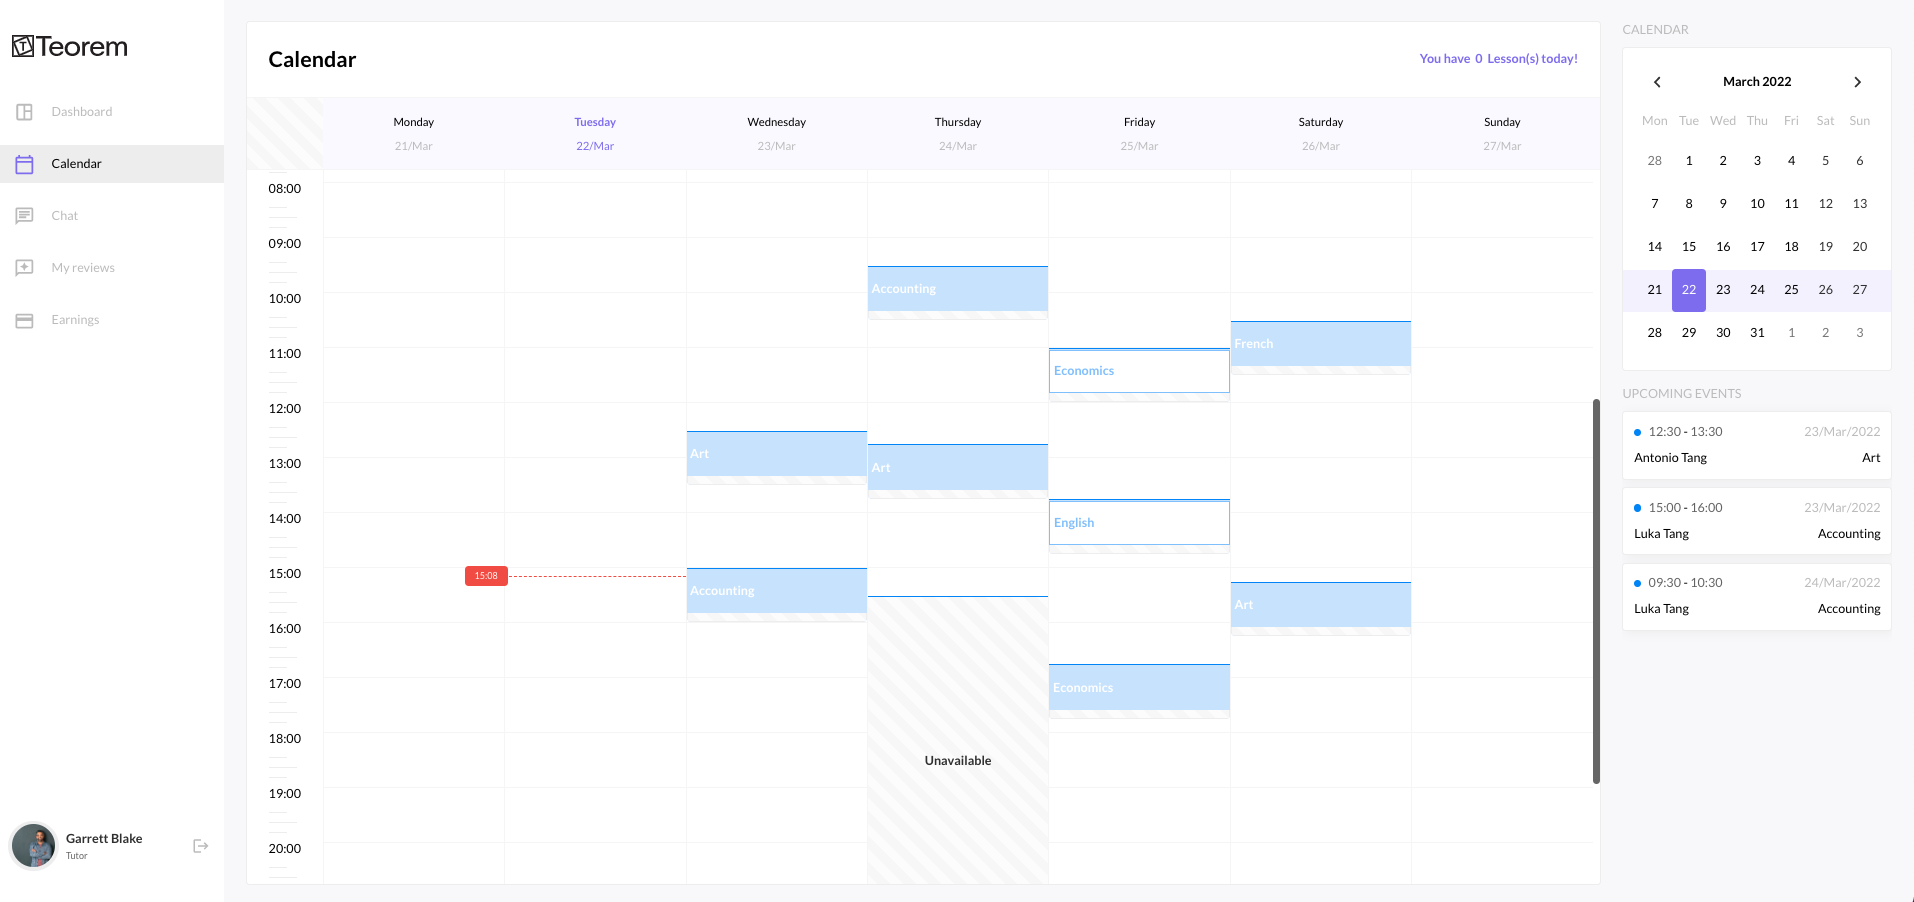 Teorem
Dashboard
Calendar
Chat
My reviews
Earnings
Garrett Blake
Tutor
Calendar
You have 0 Lesson(s) today!
Monday Tuesday Wednesday Thursday Friday Saturday Sunday
21/Mar 22/Mar 23/Mar 24/Mar 25/Mar 26/Mar 27/Mar
08:00
09:00
Accounting
10:00
French
11:00
Economics
12:00
Art
Art
13:00
14:00
English
15:00
15:08
Accounting
Art
16:00
17:00
Economics
18:00
Unavailable
19:00
20:00
CALENDAR
March 2022
Mon Tue Wed Thu Fri Sat Sun
28 1 2 3 4 5 6
7 8 9 10 11 12 13
14 15 16 17 18 19 20
21 22 23 24 25 26 27
28 29 30 31 1 2 3
UPCOMING EVENTS
12:30 - 13:30 23/Mar/2022
Antonio Tang Art
15:00 - 16:00 23/Mar/2022
Luka Tang Accounting
09:30 - 10:30 24/Mar/2022
Luka Tang Accounting